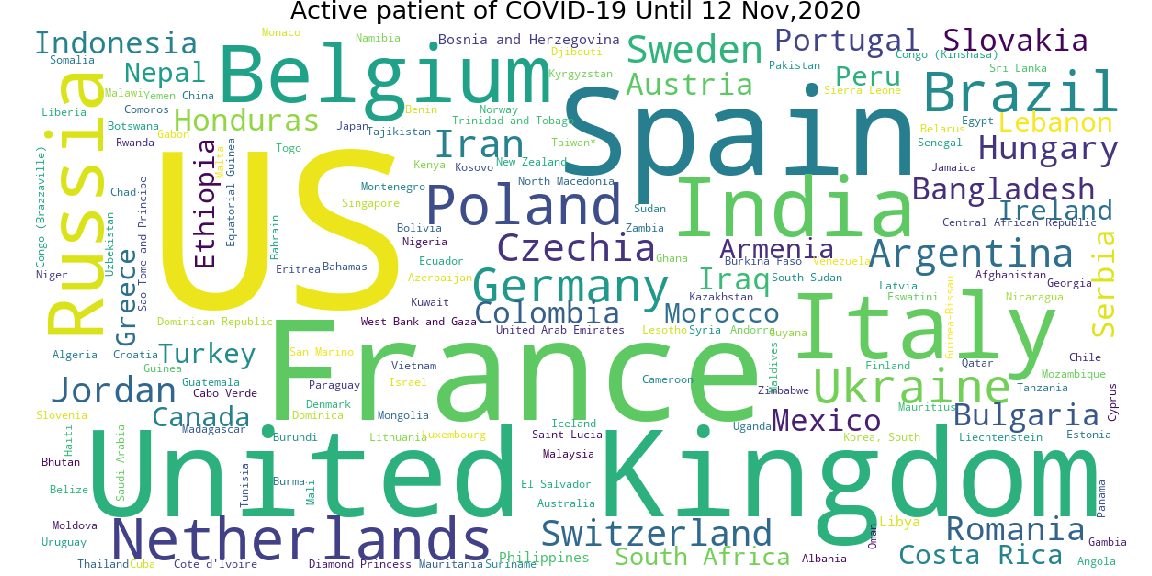 Active patient of COVID-19 Until 12 Nov,2020
Indonesia
Monaco
Namibia
Bosnia and Herzegovina
Djibouti
Sweden
Portugal
Slovakia
Congo (Kinshasa)
Somalia
Nepal
Belgium
Kyrgyzstan
Austria
Pakistan
Peru
Sri Lanka
Russia
Malawi
Yemen
China
Sierra Leone
Brazil
Liberia
Comoros
Honduras
Benin
Norway
Trinidad and Tobago
Spain
Egypt
Lebanon
Botswana
Gabon
Japan
Tajikistan
Belarus
Rwanda
Togo
Iran
Taiwan*
Senegal
Hungary
Congo (Brazzaville)
Ethiopia
Malta
Equatorial Guinea
US
Kenya
Kosovo
New Zealand
Jamaica
Chad
Sao Tome and Principe
Montenegro
North Macedonia
India
Bangladesh
Singapore
Poland
Sudan
Ireland
Uzbekistan
Bahrain
Bolivia
Zambia
Central African Republic
Nigeria
Czechia
Armenia
Argentina
Serbia
Greece
Niger
Eritrea
Bahamas
Ecuador
Ghana
Burkina Faso
Venezuela
Azerbaijan
Germany
Iraq
South Sudan
Afghanistan
Georgia
Latvia
Kuwait
Kazakhstan
Eswatini
Guinea-Bissau
Nicaragua
Dominican Republic
West Bank and Gaza
Colombia
Morocco
Italy
United Arab Emirates
Lesotho
Syria
Andorra
Guyana
Algeria
Croatia
Turkey
San Marino
France
Maldives
Chile
Guinea
Vietnam
Finland
Qatar
Mozambique
Jordan
Guatemala
Cabo Verde
Paraguay
Israel
Cameroon
Zimbabwe
Ukraine
Tanzania
Cyprus
Denmark
Mauritius
Slovenia
Canada
Dominica
Mongolia
Mexico
Bulgaria
Haiti
Saudi Arabia
Madagascar
Burundi
Lithuania
Luxembourg
Iceland
Saint Lucia
Uganda
Korea, South
Liechtenstein
Estonia
Bhutan
United Kingdom
Malaysia
Tunisia
Burma
Mali
Belize
El Salvador
Panama
Australia
Moldova
Netherlands
Switzerland
Oman
Libya
Romania
Uruguay
Gambia
Thailand
Cuba
Cote d'Ivoire
Diamond Princess
Mauritania
Suriname
Philippines
South Africa
Albania
Costa Rica
Angola